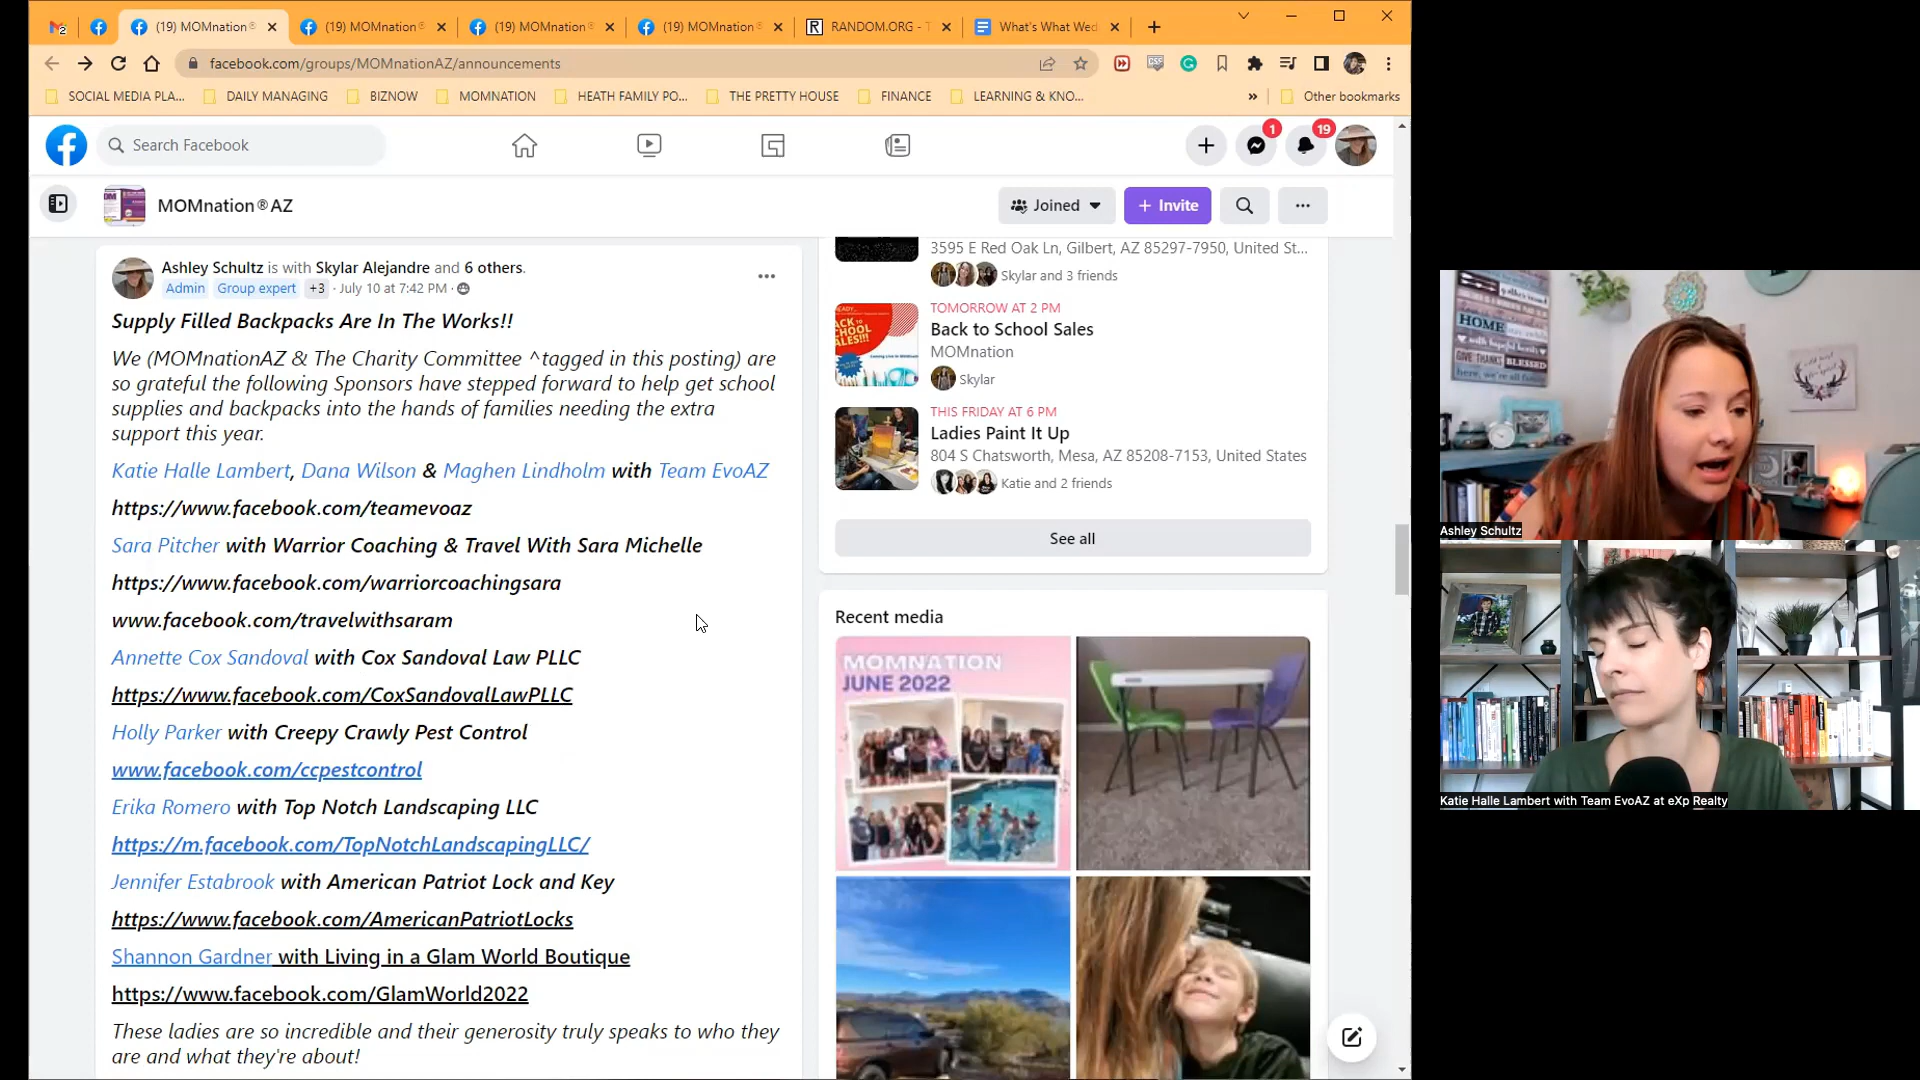 2
(19) MOMnation®
(19) MOMnation®
(19) MOMnation®
(19) MOMnation®
RANDOM.ORG - T
What's What Wed
facebook.com/groups/MOMnationAZ/announcements
SOCIAL MEDIA PLA...
DAILY MANAGING
BIZNOW
MOMNATION
HEATH FAMILY PO...
THE PRETTY HOUSE
FINANCE
LEARNING & KNO...
»
Other bookmarks
Search Facebook
1
19
MOMnation®AZ
Joined
+ Invite
Ashley Schultz is with Skylar Alejandre and 6 others.
Admin Group expert +3 · July 10 at 7:42 PM ·
Supply Filled Backpacks Are In The Works!!
We (MOMnationAZ & The Charity Committee ^tagged in this posting) are
so grateful the following Sponsors have stepped forward to help get school
supplies and backpacks into the hands of families needing the extra
support this year.
Katie Halle Lambert, Dana Wilson & Maghen Lindholm with Team EvoAZ
https://www.facebook.com/teamevoaz
Sara Pitcher with Warrior Coaching & Travel With Sara Michelle
https://www.facebook.com/warriorcoachingsara
www.facebook.com/travelwithsaram
Annette Cox Sandoval with Cox Sandoval Law PLLC
https://www.facebook.com/CoxSandovalLawPLLC
Holly Parker with Creepy Crawly Pest Control
www.facebook.com/ccpestcontrol
Erika Romero with Top Notch Landscaping LLC
https://m.facebook.com/TopNotchLandscapingLLC/
Jennifer Estabrook with American Patriot Lock and Key
https://www.facebook.com/AmericanPatriotLocks
Shannon Gardner with Living in a Glam World Boutique
https://www.facebook.com/GlamWorld2022
These ladies are so incredible and their generosity truly speaks to who they
are and what they're about!
3595 E Red Oak Ln, Gilbert, AZ 85297-7950, United St...
Skylar and 3 friends
TOMORROW AT 2 PM
Back to School Sales
MOMnation
Skylar
THIS FRIDAY AT 6 PM
Ladies Paint It Up
804 S Chatsworth, Mesa, AZ 85208-7153, United States
Katie and 2 friends
See all
Recent media
MOMNATION
JUNE 2022
HOME
GIVE THANKS BLESSED
Ashley Schultz
Katie Halle Lambert with Team EvoAZ at eXp Realty